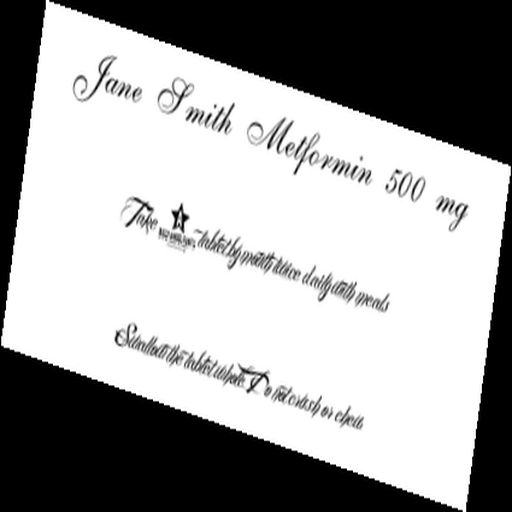 Jane Smith Metformin 500 mg
Take tablet by mouth twice daily with meals
Swallow the tablet whole. Do not crush or chew